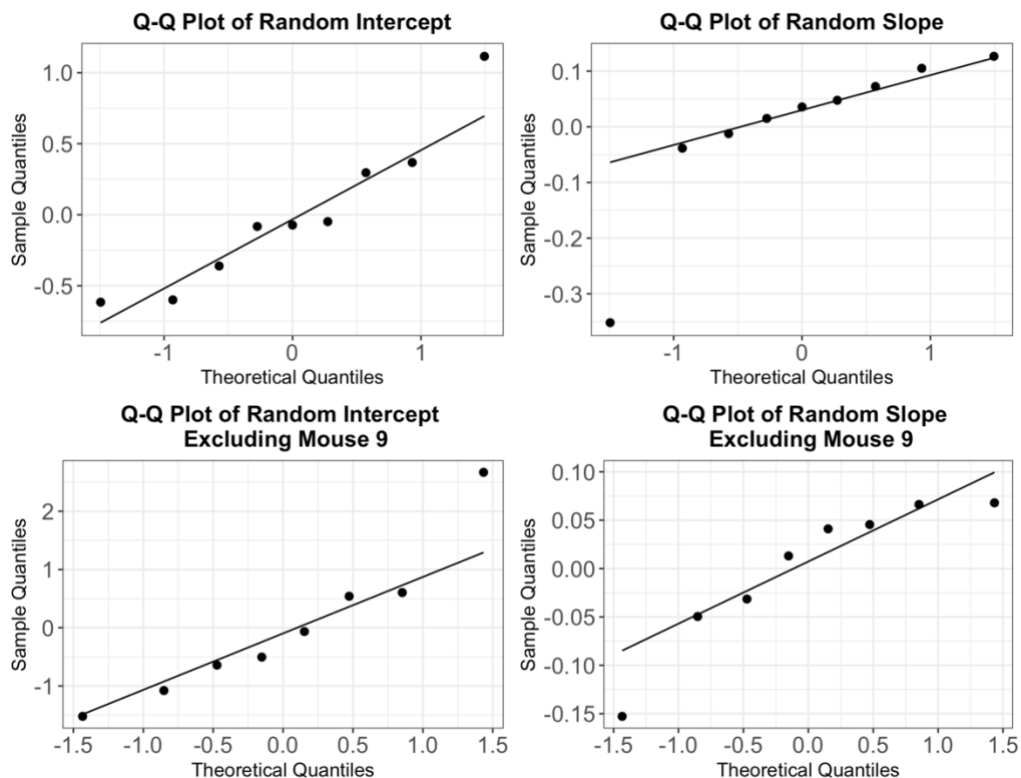 Q-Q Plot of Random Intercept
1.0
0.5
0.0
-0.5
Sample Quantiles
-1
0
1
Theoretical Quantiles
Q-Q Plot of Random Slope
0.1
0.0
-0.1
-0.2
-0.3
Sample Quantiles
-1
0
1
Theoretical Quantiles
Q-Q Plot of Random Intercept
Excluding Mouse 9
2
1
0
-1
Sample Quantiles
-1.5 -1.0 -0.5 0.0 0.5 1.0 1.5
Theoretical Quantiles
Q-Q Plot of Random Slope
Excluding Mouse 9
0.10
0.05
0.00
-0.05
-0.10
-0.15
Sample Quantiles
-1.5 -1.0 -0.5 0.0 0.5 1.0 1.5
Theoretical Quantiles